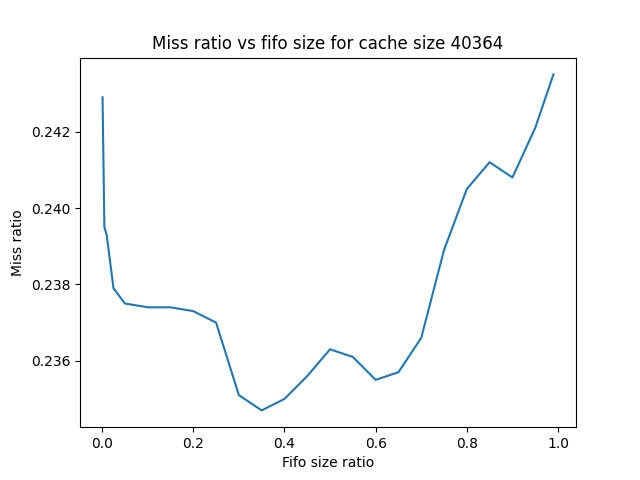 Miss ratio vs fifo size for cache size 40364
Miss ratio
0.242
0.240
0.238
0.236
0.0 0.2 0.4 0.6 0.8 1.0
Fifo size ratio